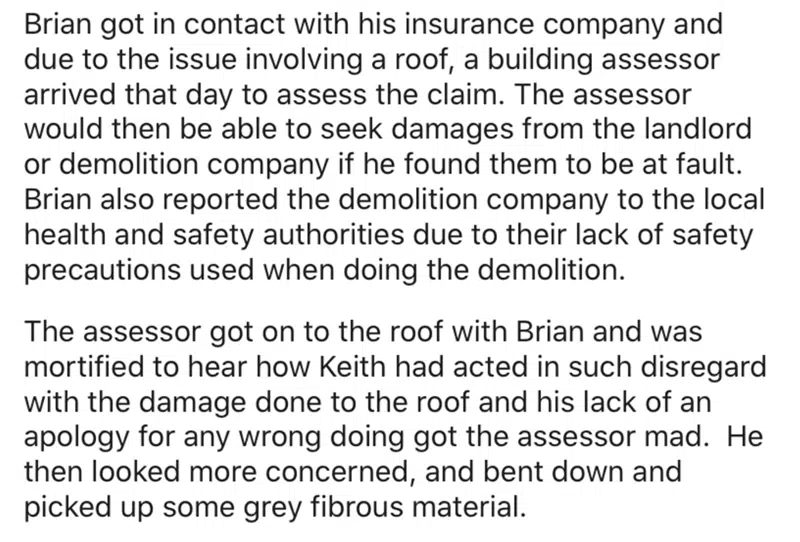 Brian got in contact with his insurance company and
due to the issue involving a roof, a building assessor
arrived that day to assess the claim. The assessor
would then be able to seek damages from the landlord
or demolition company if he found them to be at fault.
Brian also reported the demolition company to the local
health and safety authorities due to their lack of safety
precautions used when doing the demolition.
The assessor got on to the roof with Brian and was
mortified to hear how Keith had acted in such disregard
with the damage done to the roof and his lack of an
apology for any wrong doing got the assessor mad.  He
then looked more concerned, and bent down and
picked up some grey fibrous material.